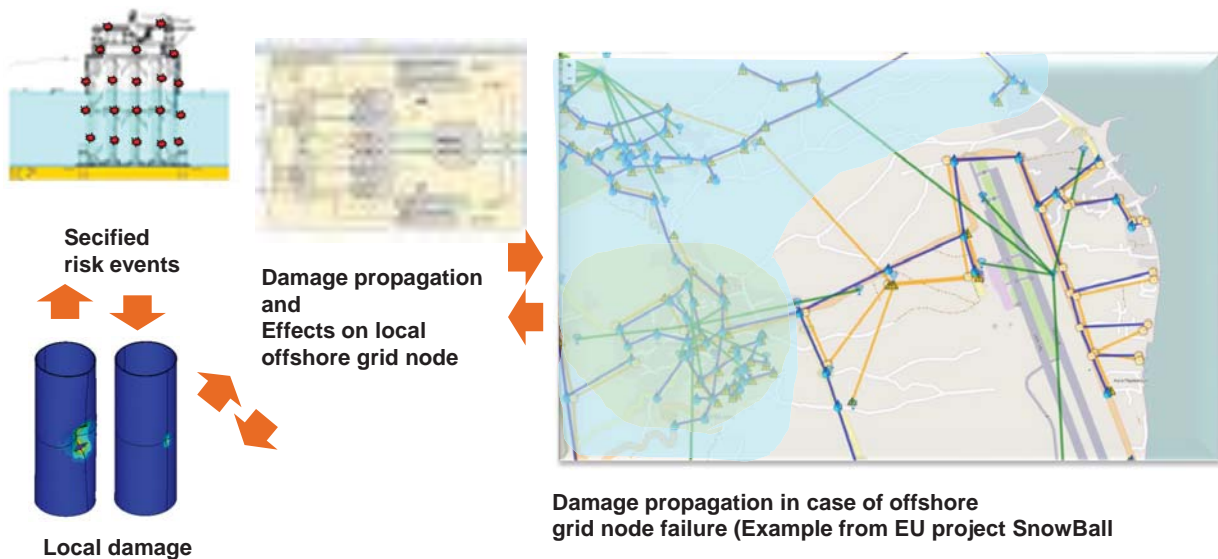 Secified
risk events
Damage propagation
and
Effects on local
offshore grid node
Local damage
Damage propagation in case of offshore
grid node failure (Example from EU project SnowBall